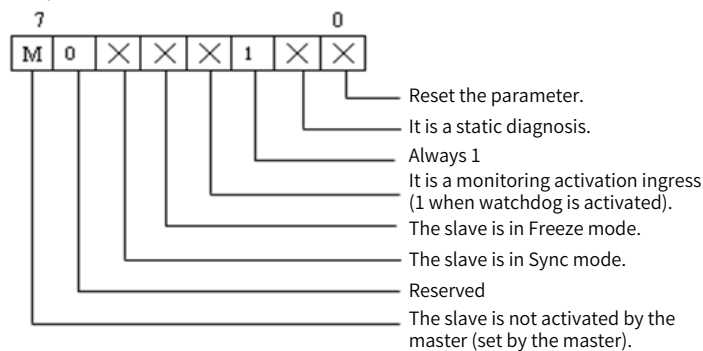 7 0
M 0 X X X 1 X X
Reset the parameter.
It is a static diagnosis.
Always 1
It is a monitoring activation ingress
(1 when watchdog is activated).
The slave is in Freeze mode.
The slave is in Sync mode.
Reserved
The slave is not activated by the
master (set by the master).